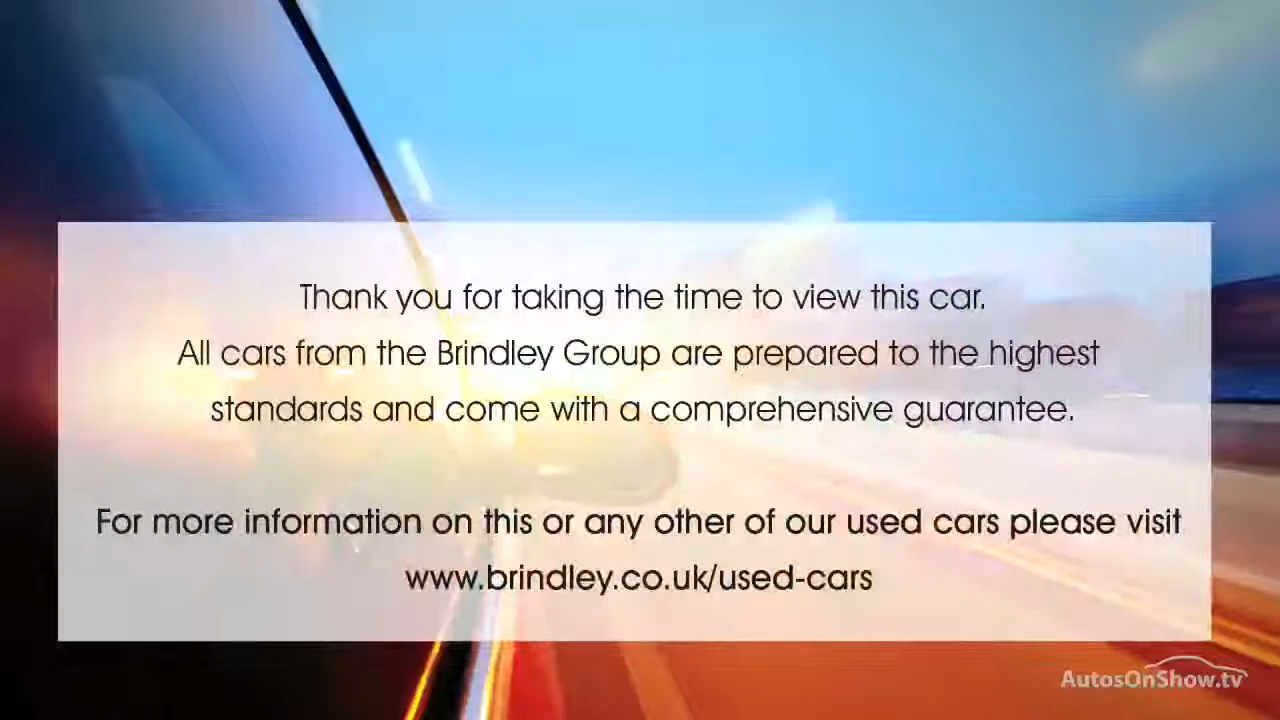 Thank you for taking the time to view this car.
All cars from the Brindley Group are prepared to the highest
standards and come with a comprehensive guarantee.
For more information on this or any other of our used cars please visit
www.brindley.co.uk/used-cars
AutosOnShow.tv